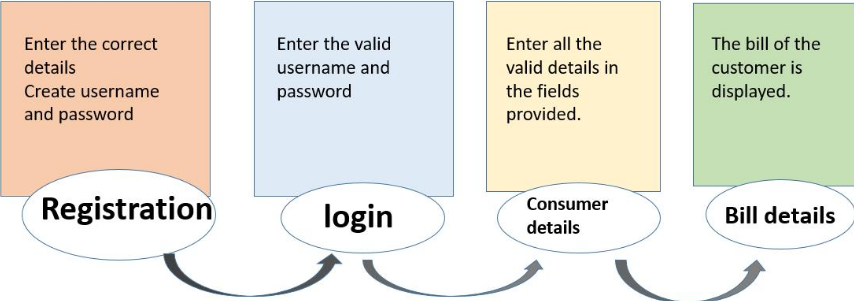 Enter the correct
details
Create username
and password
Enter the valid
username and
password
Enter all the
valid details in
the fields
provided.
The bill of the
customer is
displayed.
Registration
login
Consumer
details
Bill details